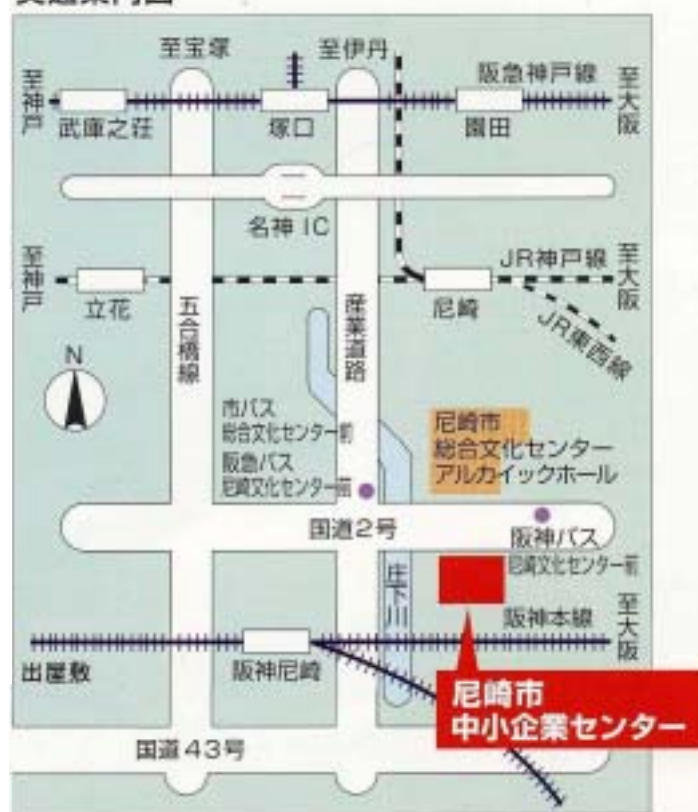 至宝塚
至伊丹
阪急神戸線
至神戸
至大阪
武庫之荘
塚口
園田
名神IC
至神戸
JR神戸線
至大阪
立花
尼崎
JR東西線
五合橋線
産業道路
N
市バス
総合文化センター前
阪急バス
尼崎文化センター前
尼崎市
総合文化センター
アルカイックホール
国道2号
阪神バス
尼崎文化センター前
庄下川
阪神本線
至大阪
出屋敷
阪神尼崎
尼崎市
中小企業センター
国道43号